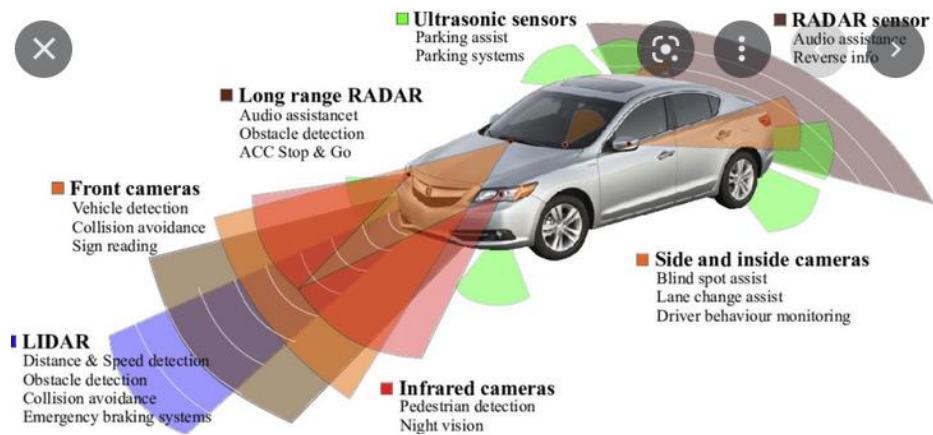 Ultrasonic sensors
Parking assist
Parking systems
RADAR sensor
Audio assistance
Reverse info
Long range RADAR
Audio assistancet
Obstacle detection
ACC Stop & Go
Front cameras
Vehicle detection
Collision avoidance
Sign reading
Side and inside cameras
Blind spot assist
Lane change assist
Driver behaviour monitoring
LIDAR
Distance & Speed detection
Obstacle detection
Collision avoidance
Emergency braking systems
Infrared cameras
Pedestrian detection
Night vision